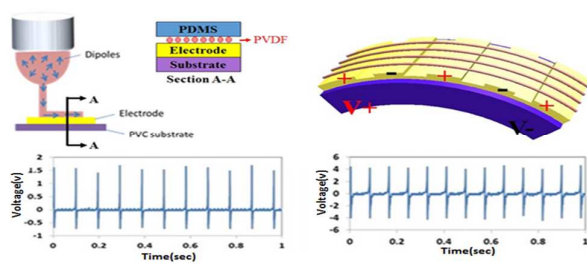 Dipoles
A
Electrode
PVC substrate
A
PDMS
PVDF
Electrode
Substrate
Section A-A
+ - + - +
V+
V-
Voltage(v)
2
1.5
1
0.5
0
-0.5
-1
0 0.2 0.4 0.6 0.8 1
Time(sec)
Voltage(v)
6
4
2
0
-2
-4
-6
0 0.2 0.4 0.6 0.8 1
Time(sec)